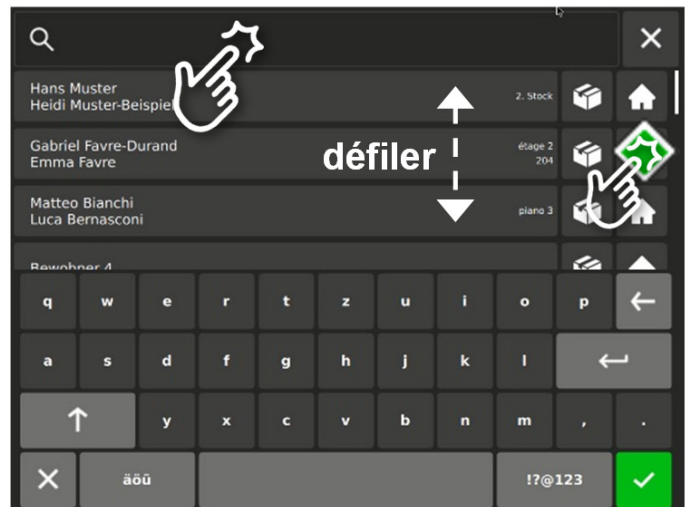 Hans Muster
Heidi Muster-Beispiel
2. Stock
Gabriel Favre-Durand
Emma Favre
étage 2
204
défiler
Matteo Bianchi
Luca Bernasconi
piano 3
Bewohner 4
q w e r t z u i o p
a s d f g h j k l
y x c v b n m , .
äöü !?@123